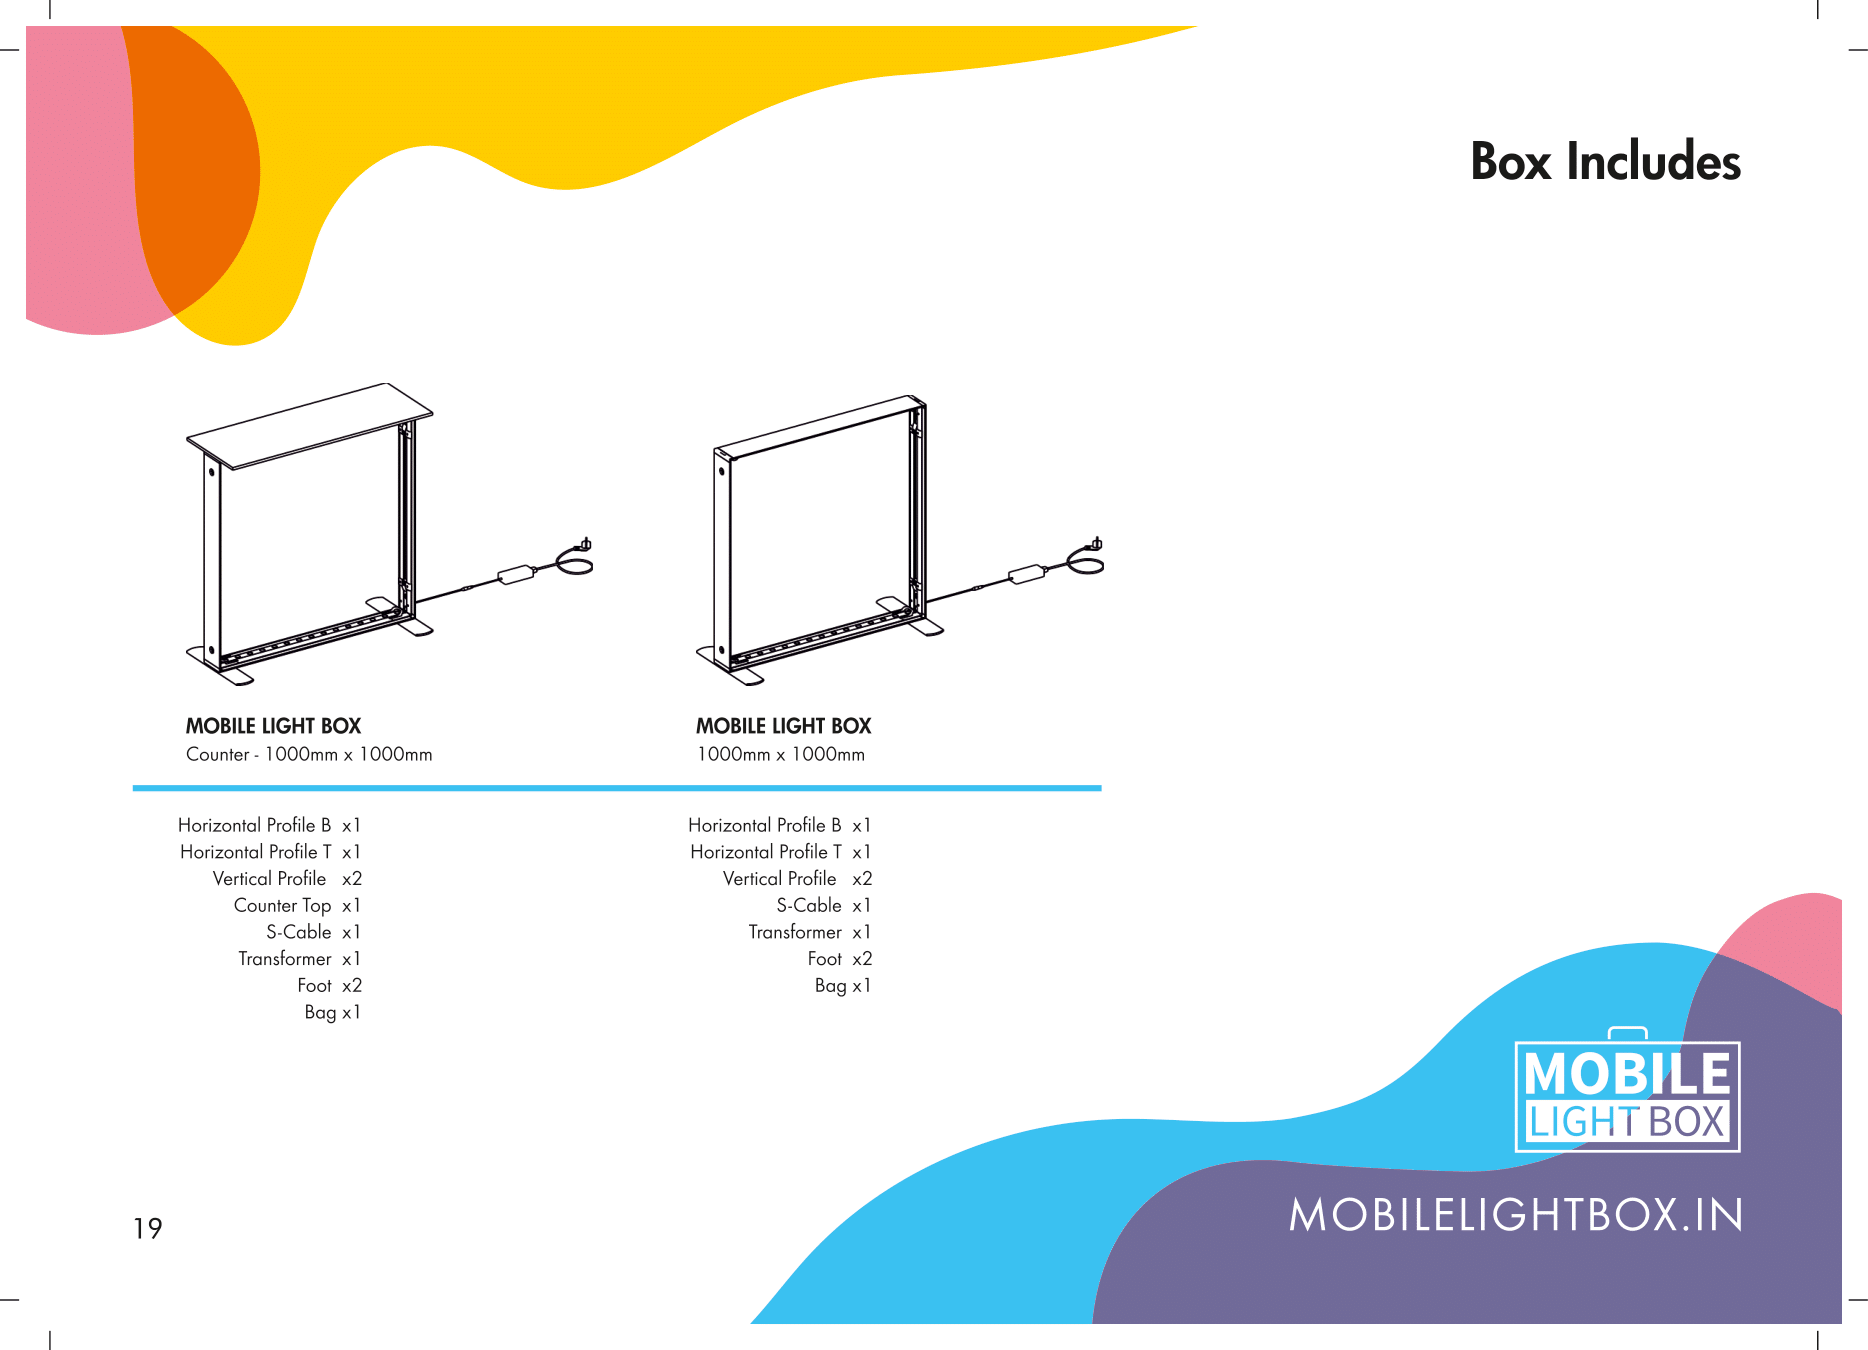 Box Includes
MOBILE LIGHT BOX
Counter - 1000mm x 1000mm
Horizontal Profile B x1
Horizontal Profile T x1
Vertical Profile x2
Counter Top x1
S-Cable x1
Transformer x1
Foot x2
Bag x1
MOBILE LIGHT BOX
1000mm x 1000mm
Horizontal Profile B x1
Horizontal Profile T x1
Vertical Profile x2
S-Cable x1
Transformer x1
Foot x2
Bag x1
MOBILE
LIGHT BOX
MOBILELIGHTBOX.IN
19